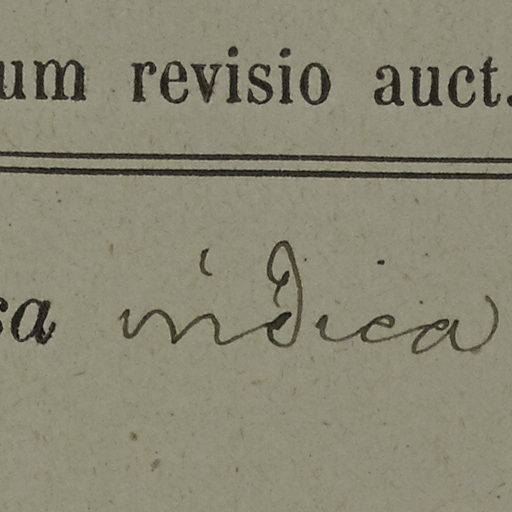 um revisio auct.
sa indica